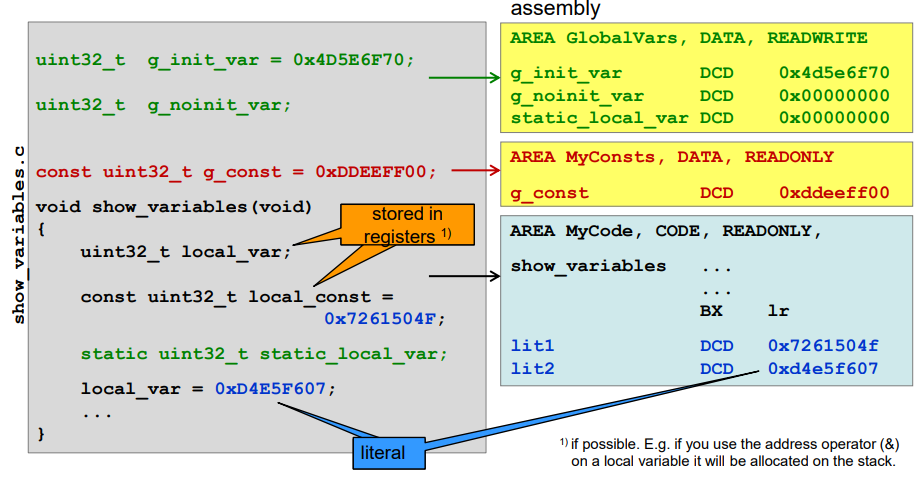 assembly
show_variables.c
uint32_t g_init_var = 0x4D5E6F70;
uint32_t g_noinit_var;
const uint32_t g_const = 0xDDEEFF00;
void show_variables(void)
{
uint32_t local_var;
const uint32_t local_const =
0x7261504F;
static uint32_t static_local_var;
local_var = 0xD4E5F607;
...
}
stored in
registers 1)
literal
AREA GlobalVars, DATA, READWRITE
g_init_var DCD 0x4d5e6f70
g_noinit_var DCD 0x00000000
static_local_var DCD 0x00000000
AREA MyConsts, DATA, READONLY
g_const DCD 0xddeeff00
AREA MyCode, CODE, READONLY,
show_variables ...
...
BX lr
lit1 DCD 0x7261504f
lit2 DCD 0xd4e5f607
1) if possible. E.g. if you use the address operator (&)
on a local variable it will be allocated on the stack.